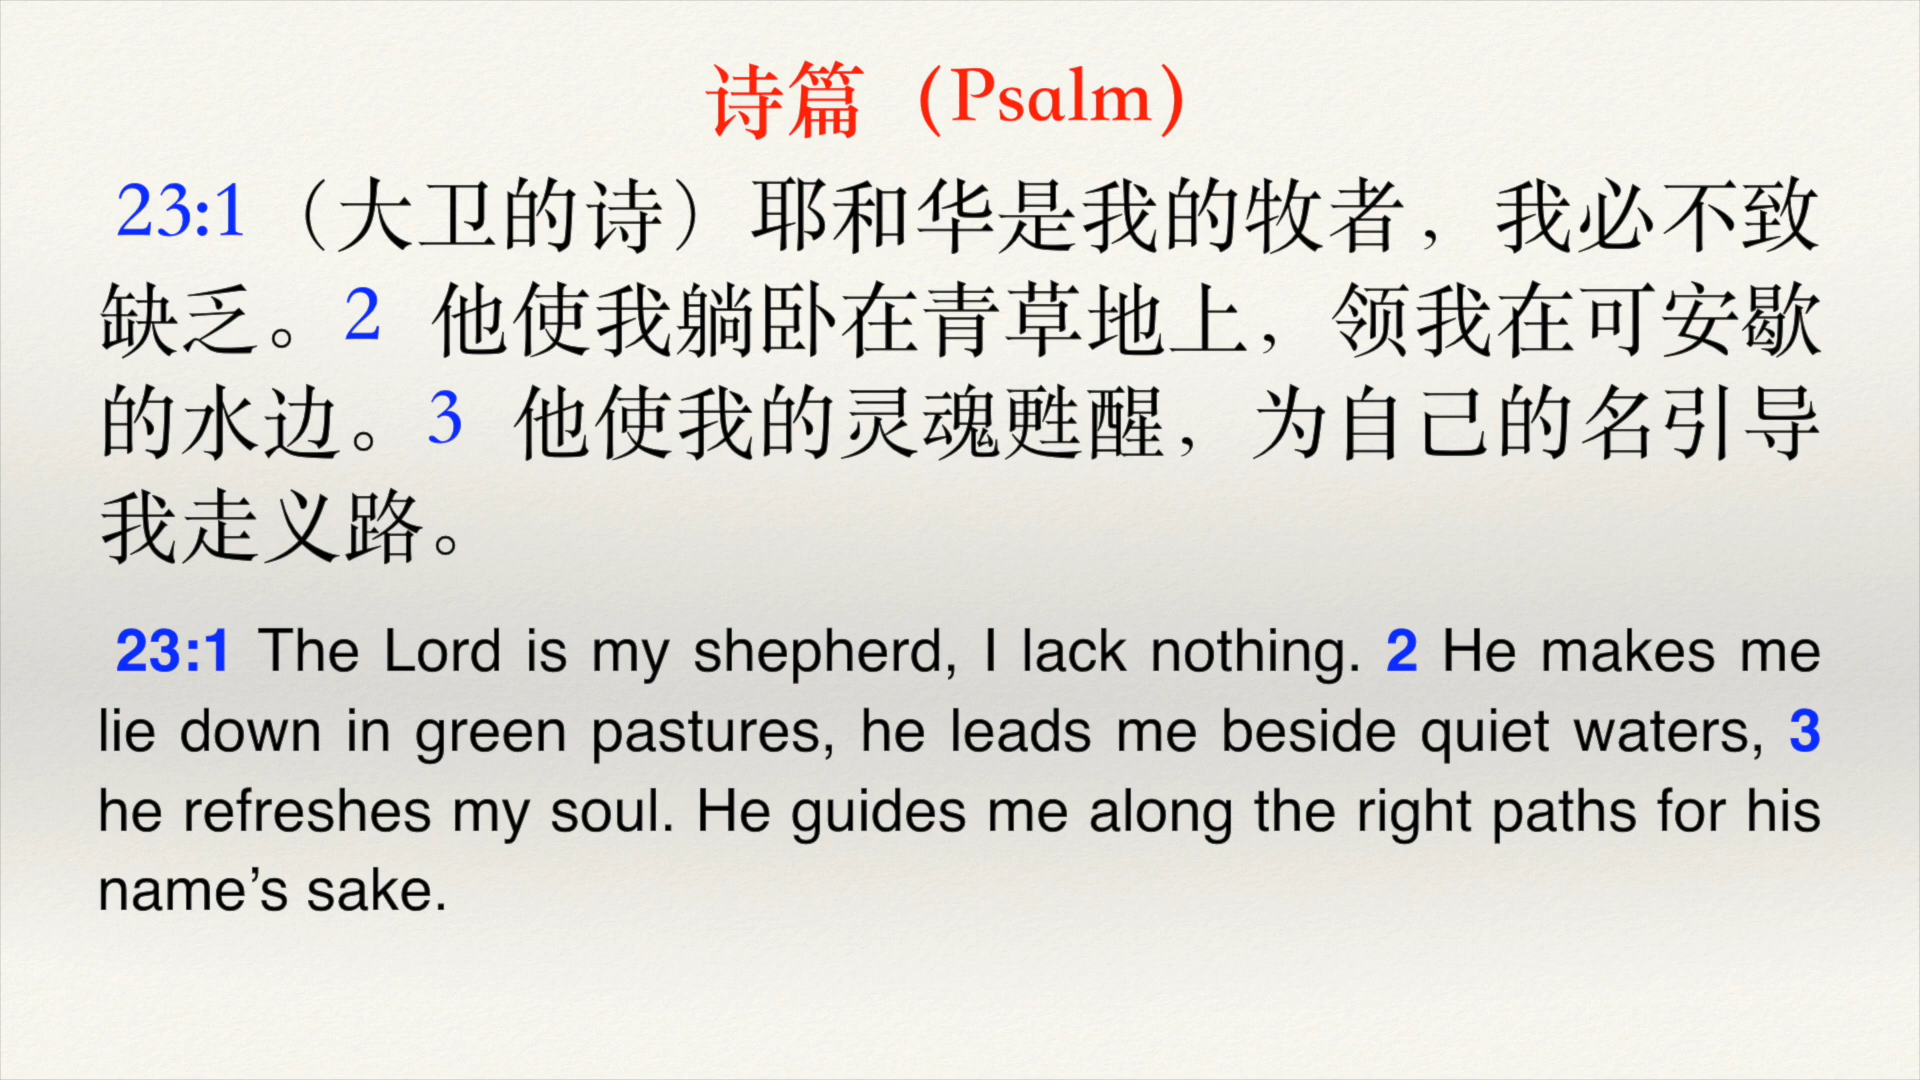 诗篇（Psalm）
23:1（大卫的诗）耶和华是我的牧者，我必不致
缺乏。2 他使我躺卧在青草地上，领我在可安歇
的水边。3 他使我的灵魂甦醒，为自己的名引导
我走义路。
23:1 The Lord is my shepherd, I lack nothing. 2 He makes me
lie down in green pastures, he leads me beside quiet waters, 3
he refreshes my soul. He guides me along the right paths for his
name’s sake.